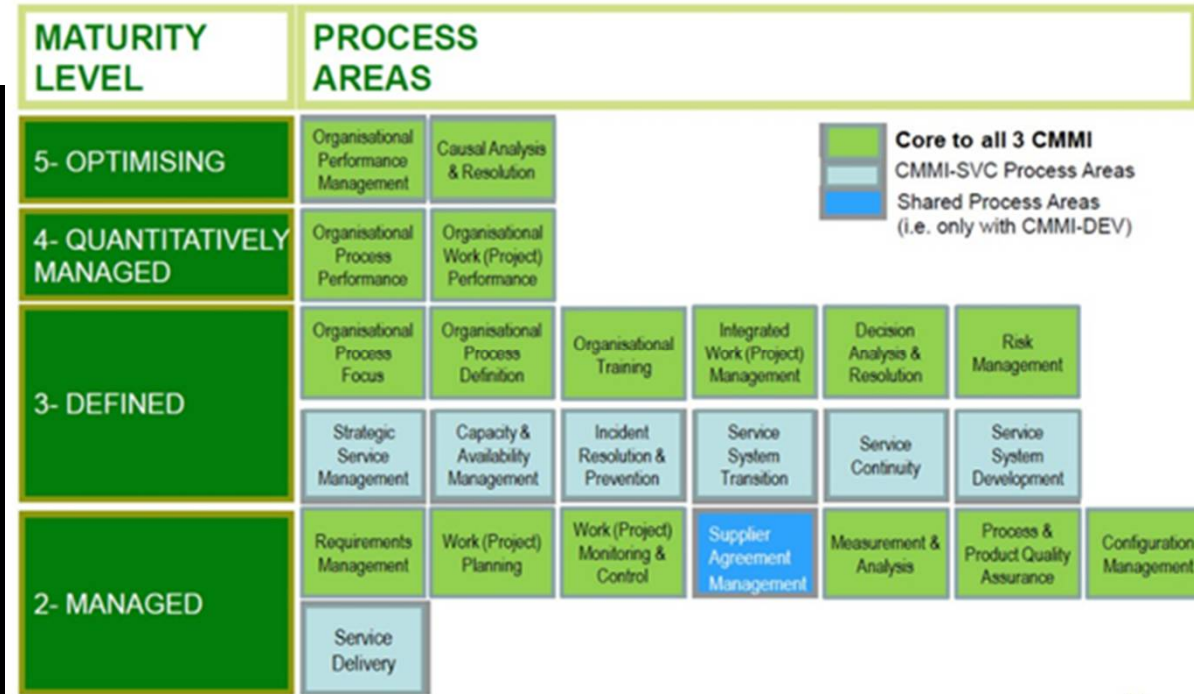 MATURITY
LEVEL
PROCESS
AREAS
5- OPTIMISING
Organisational
Performance
Management
Causal Analysis
& Resolution
Core to all 3 CMMI
CMMI-SVC Process Areas
Shared Process Areas
(i.e. only with CMMI-DEV)
4- QUANTITATIVELY
MANAGED
Organisational
Process
Performance
Organisational
Work (Project)
Performance
3- DEFINED
Organisational
Process
Focus
Organisational
Process
Definition
Organisational
Training
Integrated
Work (Project)
Management
Decision
Analysis &
Resolution
Risk
Management
Strategic
Service
Management
Capacity &
Availability
Management
Incident
Resolution &
Prevention
Service
System
Transition
Service
Continuity
Service
System
Development
2- MANAGED
Requirements
Management
Work (Project)
Planning
Work (Project)
Monitoring &
Control
Supplier
Agreement
Management
Measurement &
Analysis
Process &
Product Quality
Assurance
Configuration
Management
Service
Delivery